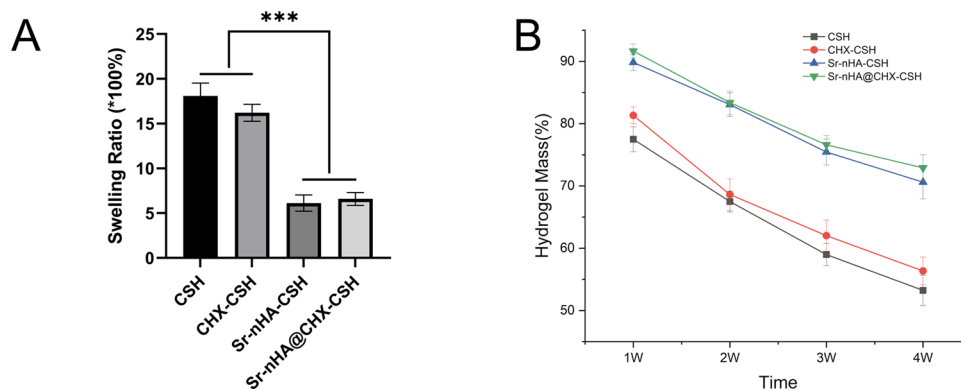 A
Swelling Ratio (*100%)
25
20
15
10
5
0
***
CSH
CHX-CSH
Sr-nHA-CSH
Sr-nHA@CHX-CSH
B
Hydrogel Mass(%)
90
80
70
60
50
CSH
CHX-CSH
Sr-nHA-CSH
Sr-nHA@CHX-CSH
1W
2W
3W
4W
Time